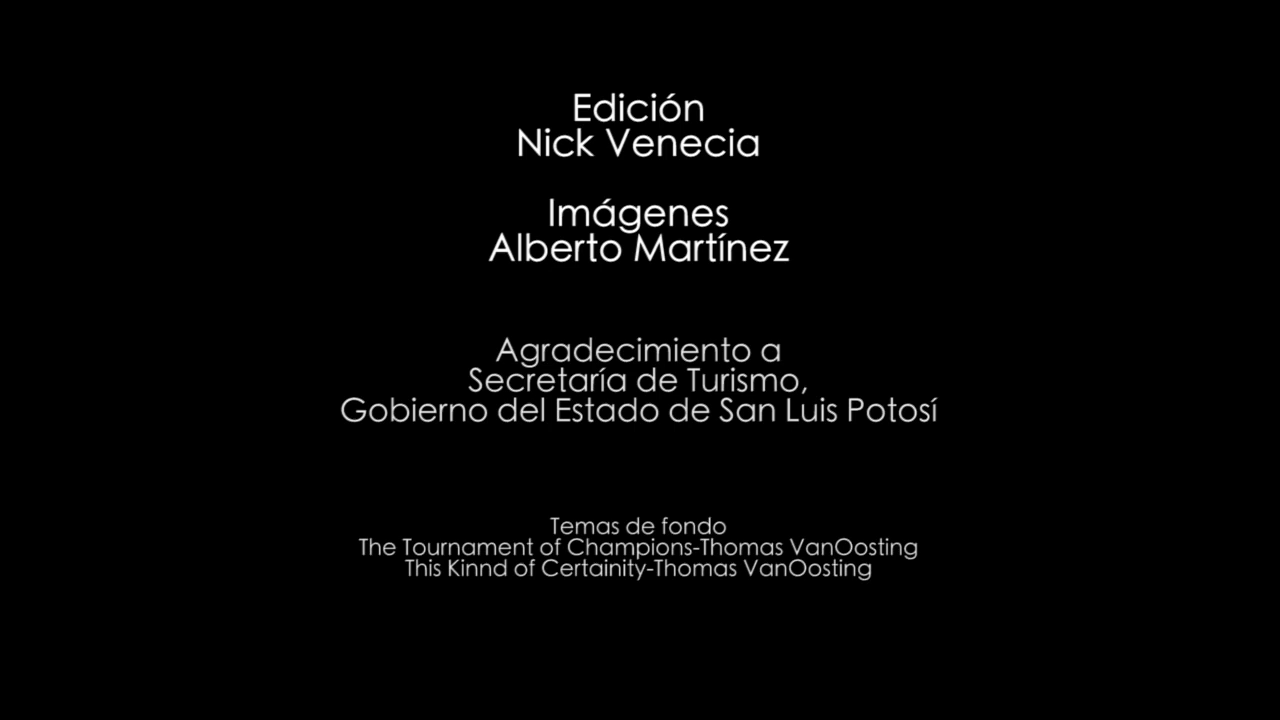 Edición
Nick Venecia
Imágenes
Alberto Martínez
Agradecimiento a
Secretaría de Turismo,
Gobierno del Estado de San Luis Potosí
Temas de fondo
The Tournament of Champions-Thomas VanOosting
This Kinnd of Certainity-Thomas VanOosting